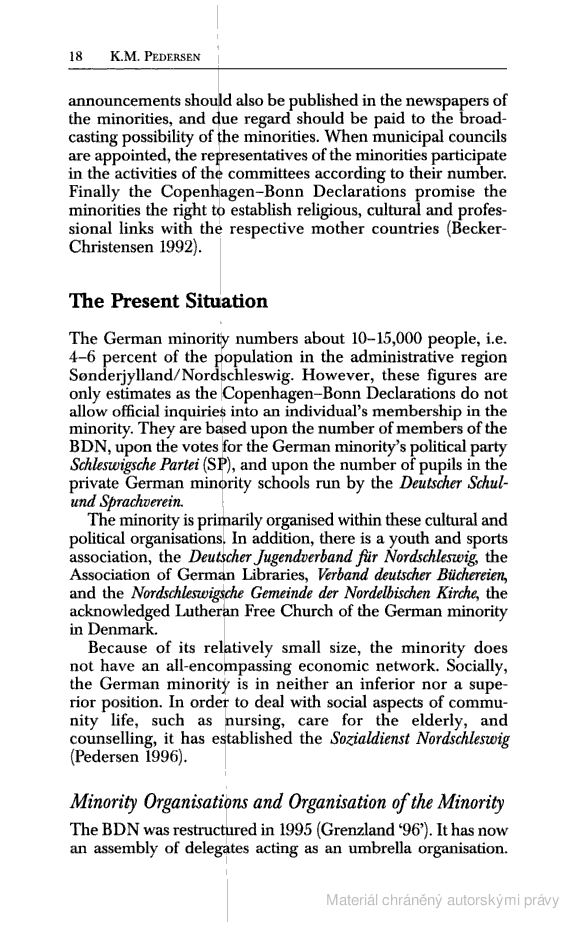 18 K.M. PEDERSEN
announcements should also be published in the newspapers of
the minorities, and due regard should be paid to the broad-
casting possibility of the minorities. When municipal councils
are appointed, the representatives of the minorities participate
in the activities of the committees according to their number.
Finally the Copenhagen–Bonn Declarations promise the
minorities the right to establish religious, cultural and profes-
sional links with the respective mother countries (Becker-
Christensen 1992).
The Present Situation
The German minority numbers about 10–15,000 people, i.e.
4–6 percent of the population in the administrative region
Sønderjylland/Nordschleswig. However, these figures are
only estimates as the Copenhagen–Bonn Declarations do not
allow official inquiries into an individual's membership in the
minority. They are based upon the number of members of the
BDN, upon the votes for the German minority's political party
Schleswigsche Partei (SP), and upon the number of pupils in the
private German minority schools run by the Deutscher Schul-
und Sprachverein.
The minority is primarily organised within these cultural and
political organisations. In addition, there is a youth and sports
association, the Deutscher Jugendverband für Nordschleswig, the
Association of German Libraries, Verband deutscher Büchereien,
and the Nordschleswigsche Gemeinde der Nordelbischen Kirche, the
acknowledged Lutheran Free Church of the German minority
in Denmark.
Because of its relatively small size, the minority does
not have an all-encompassing economic network. Socially,
the German minority is in neither an inferior nor a supe-
rior position. In order to deal with social aspects of commu-
nity life, such as nursing, care for the elderly, and
counselling, it has established the Sozialdienst Nordschleswig
(Pedersen 1996).
Minority Organisations and Organisation of the Minority
The BDN was restructured in 1995 (Grenzland ‘96’). It has now
an assembly of delegates acting as an umbrella organisation.
Materiál chráněný autorskými právy